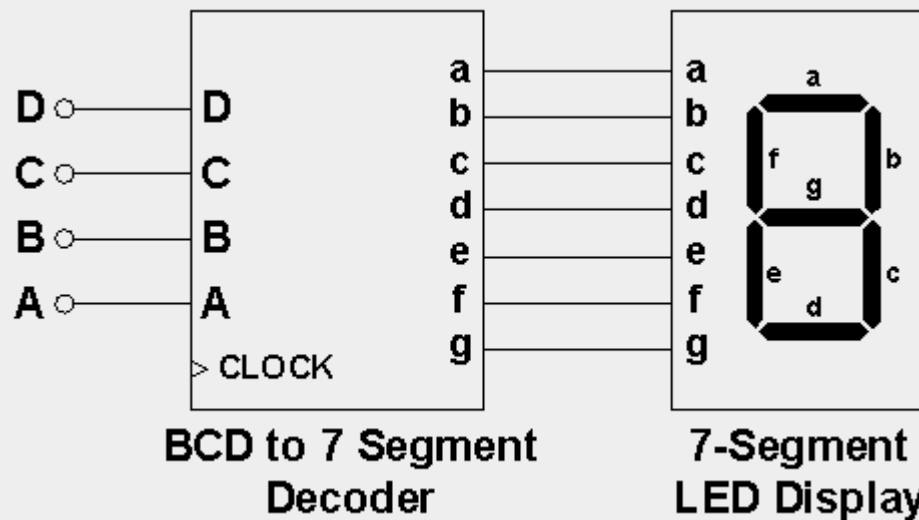 D D a a a
b b
C C c c f b
d d g
B B e e
A A f f e c
g g d
> CLOCK
BCD to 7 Segment 7-Segment
Decoder LED Display